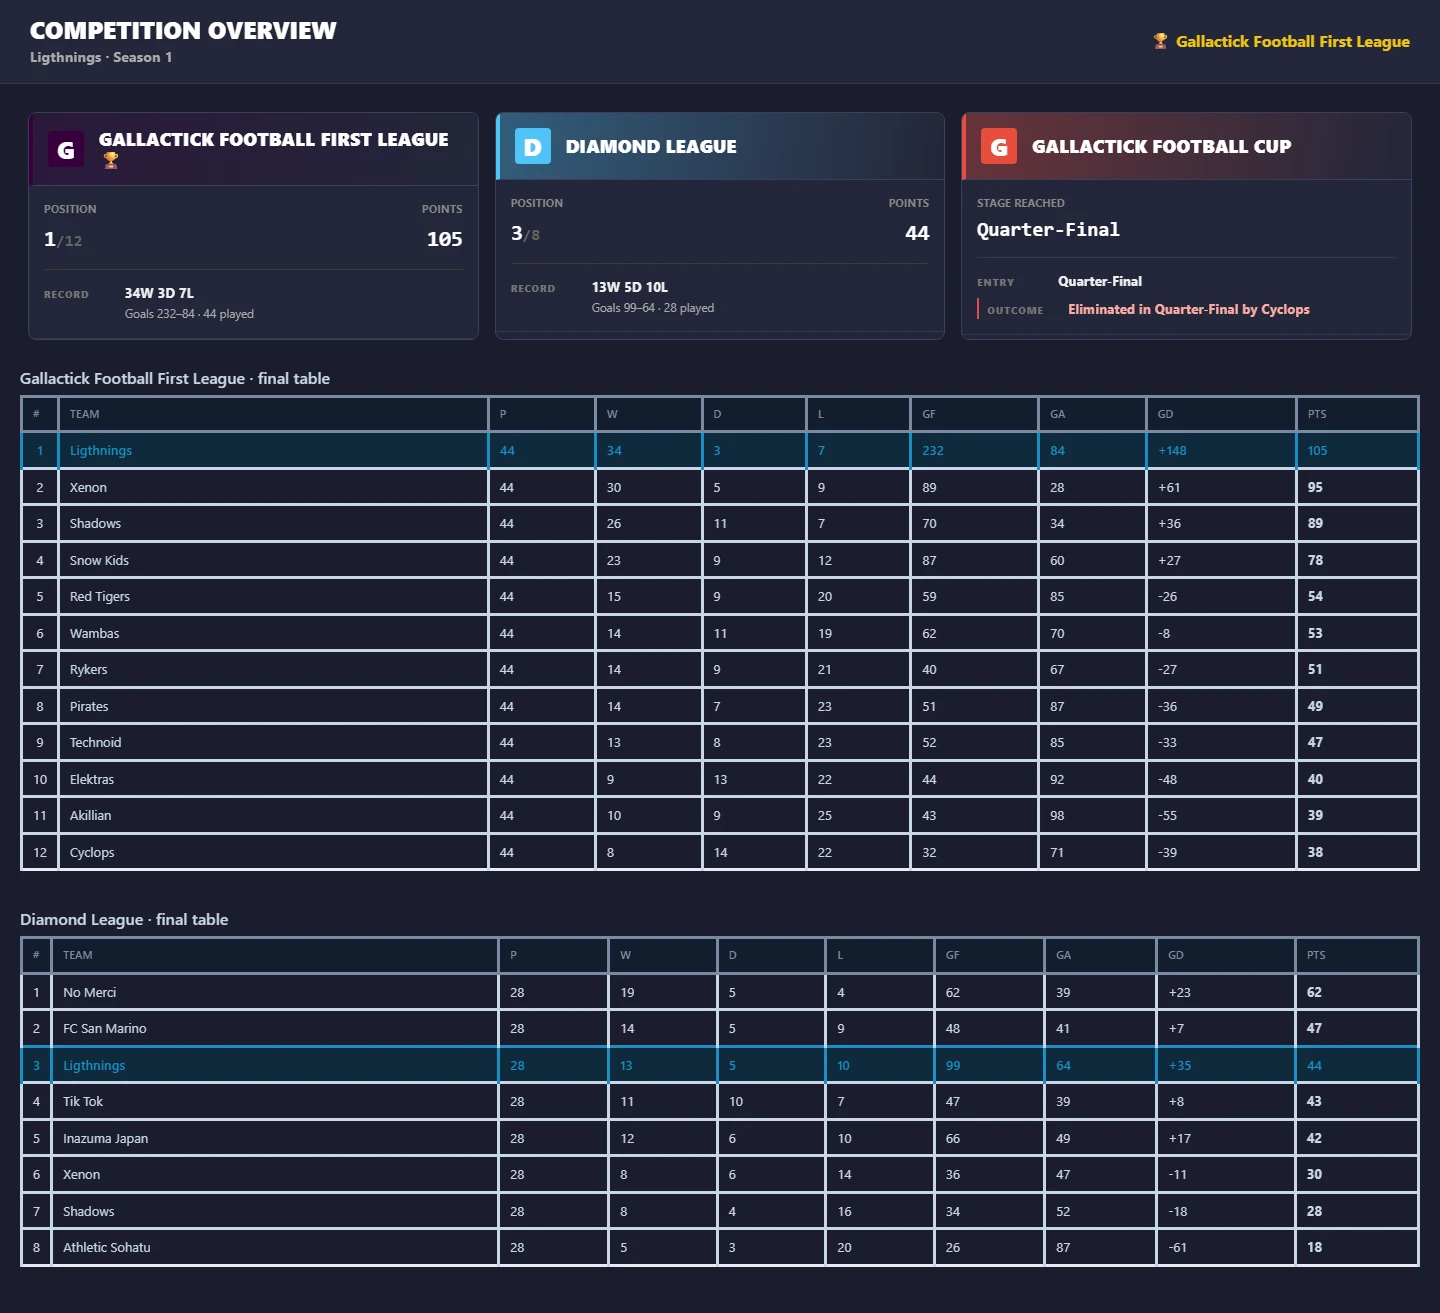 COMPETITION OVERVIEW
Ligthnings · Season 1
🏆 Gallactick Football First League
G GALLACTICK FOOTBALL FIRST LEAGUE 🏆
POSITION POINTS
1/12 105
RECORD 34W 3D 7L
Goals 232–84 · 44 played
D DIAMOND LEAGUE
POSITION POINTS
3/8 44
RECORD 13W 5D 10L
Goals 99–64 · 28 played
G GALLACTICK FOOTBALL CUP
STAGE REACHED
Quarter-Final
ENTRY Quarter-Final
OUTCOME Eliminated in Quarter-Final by Cyclops
Gallactick Football First League · final table
# TEAM P W D L GF GA GD PTS
1 Ligthnings 44 34 3 7 232 84 +148 105
2 Xenon 44 30 5 9 89 28 +61 95
3 Shadows 44 26 11 7 70 34 +36 89
4 Snow Kids 44 23 9 12 87 60 +27 78
5 Red Tigers 44 15 9 20 59 85 -26 54
6 Wambas 44 14 11 19 62 70 -8 53
7 Rykers 44 14 9 21 40 67 -27 51
8 Pirates 44 14 7 23 51 87 -36 49
9 Technoid 44 13 8 23 52 85 -33 47
10 Elektras 44 9 13 22 44 92 -48 40
11 Akillian 44 10 9 25 43 98 -55 39
12 Cyclops 44 8 14 22 32 71 -39 38
Diamond League · final table
# TEAM P W D L GF GA GD PTS
1 No Merci 28 19 5 4 62 39 +23 62
2 FC San Marino 28 14 5 9 48 41 +7 47
3 Ligthnings 28 13 5 10 99 64 +35 44
4 Tik Tok 28 11 10 7 47 39 +8 43
5 Inazuma Japan 28 12 6 10 66 49 +17 42
6 Xenon 28 8 6 14 36 47 -11 30
7 Shadows 28 8 4 16 34 52 -18 28
8 Athletic Sohatu 28 5 3 20 26 87 -61 18